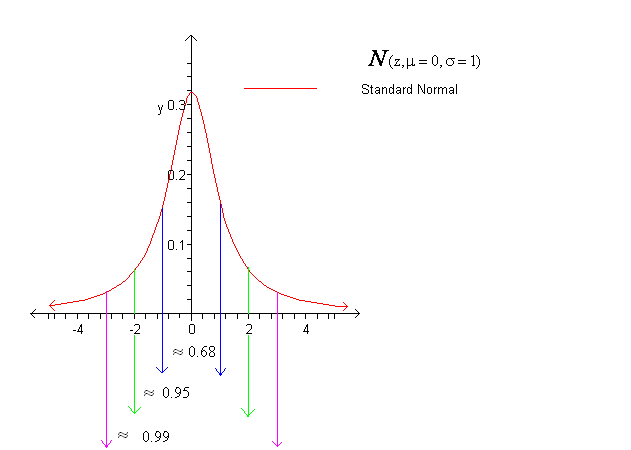 N(z, μ = 0, σ = 1)
Standard Normal
y
0.3
0.2
0.1
-4 -2 0 2 4
≈ 0.68
≈ 0.95
≈ 0.99